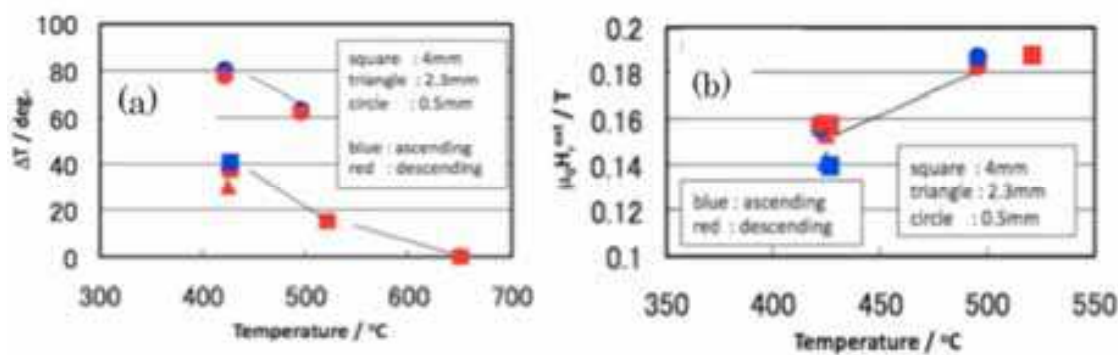 100
80
60
40
20
0
300 400 500 600 700
ΔT / deg.
Temperature / °C
(a)
square : 4mm
triangle : 2.3mm
circle : 0.5mm
blue : ascending
red : descending
0.2
0.18
0.16
0.14
0.12
0.1
350 400 450 500 550
μ₀Hᵣᵉˣᵗ / T
Temperature / °C
(b)
blue : ascending
red : descending
square : 4mm
triangle : 2.3mm
circle : 0.5mm